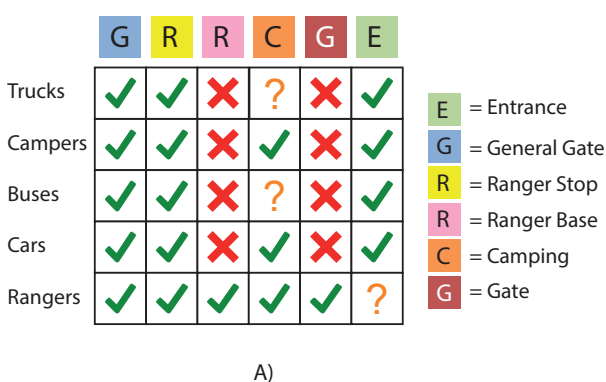 G R R C G E
Trucks ?
Campers
Buses ?
Cars
Rangers ?
E = Entrance
G = General Gate
R = Ranger Stop
R = Ranger Base
C = Camping
G = Gate
A)